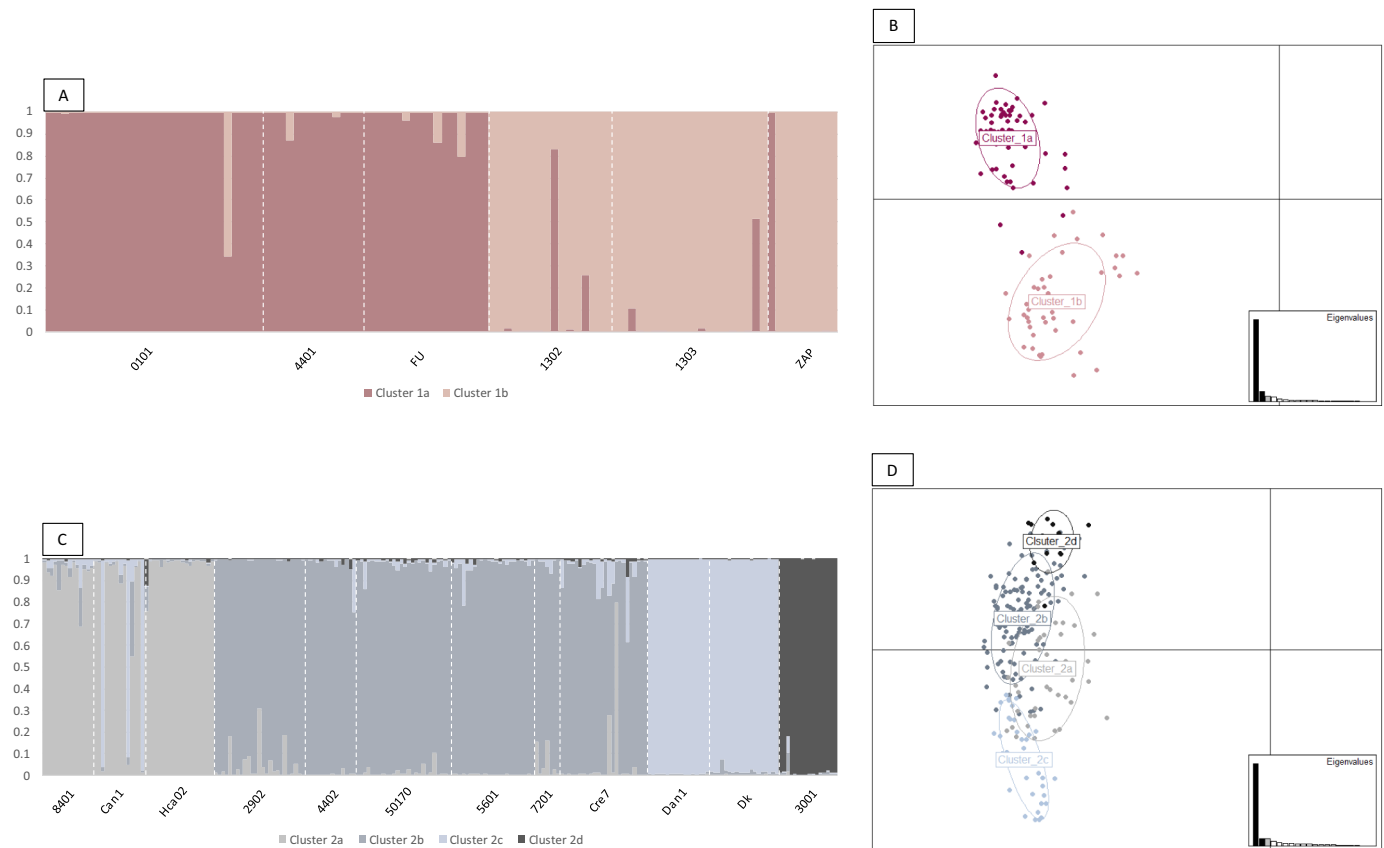 A
1
0.9
0.8
0.7
0.6
0.5
0.4
0.3
0.2
0.1
0
0101 4401 FU 1302 1303 ZAP
Cluster 1a Cluster 1b
B
Cluster_1a
Cluster_1b
Eigenvalues
C
1
0.9
0.8
0.7
0.6
0.5
0.4
0.3
0.2
0.1
0
8401 Can1 Hca02 2902 4402 50170 5601 7201 Cre7 Dan1 Dk 3001
Cluster 2a Cluster 2b Cluster 2c Cluster 2d
D
Clsuter_2d
Cluster_2b
Cluster_2a
Cluster_2c
Eigenvalues